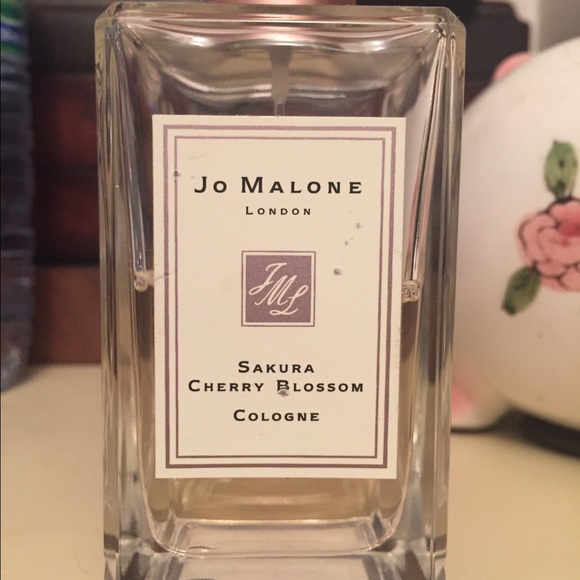 JO MALONE
LONDON
JML
SAKURA
CHERRY BLOSSOM
COLOGNE